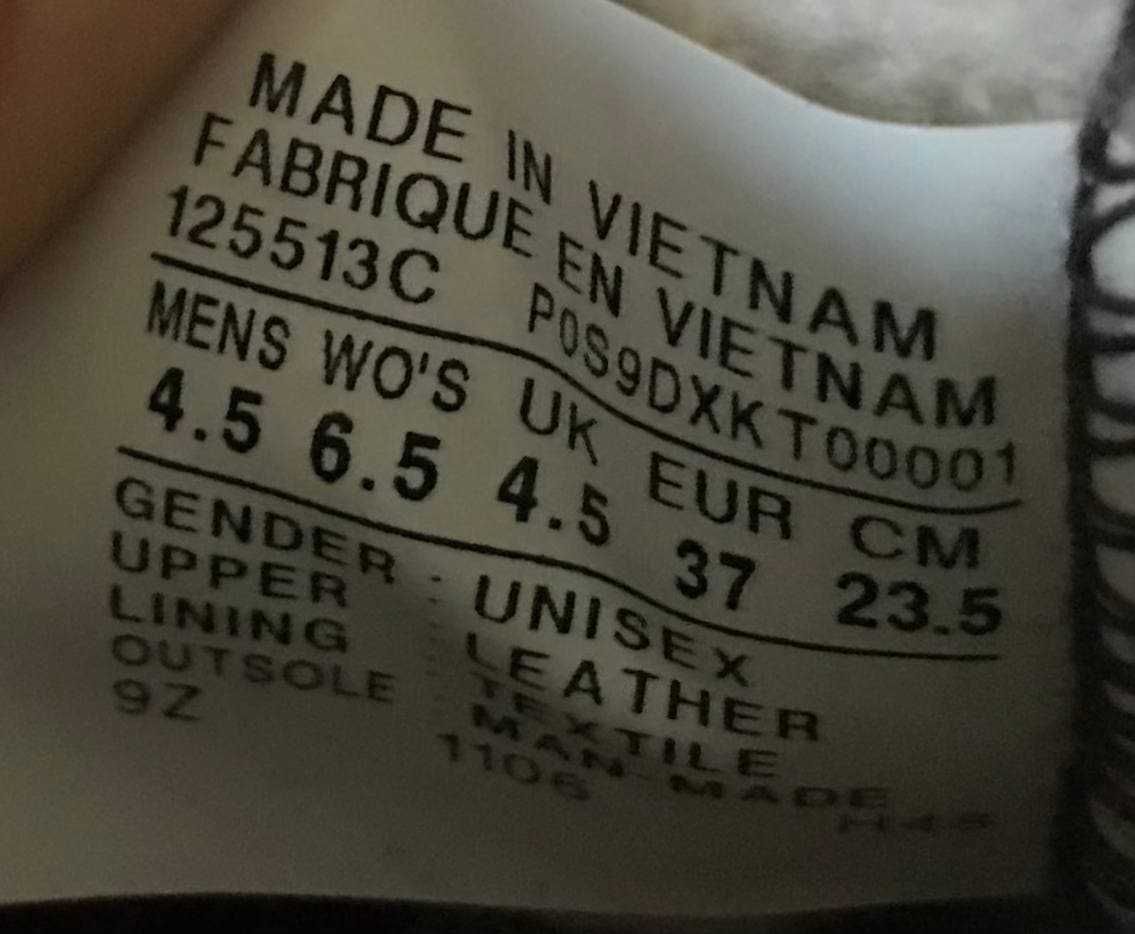 MADE IN VIETNAM
FABRIQUE EN VIETNAM
125513C P0S9DXKT00001
MENS WO'S UK EUR CM
4.5 6.5 4.5 37 23.5
GENDER : UNISEX
UPPER : LEATHER
LINING : TEXTILE
OUTSOLE : MAN-MADE
9Z 1106